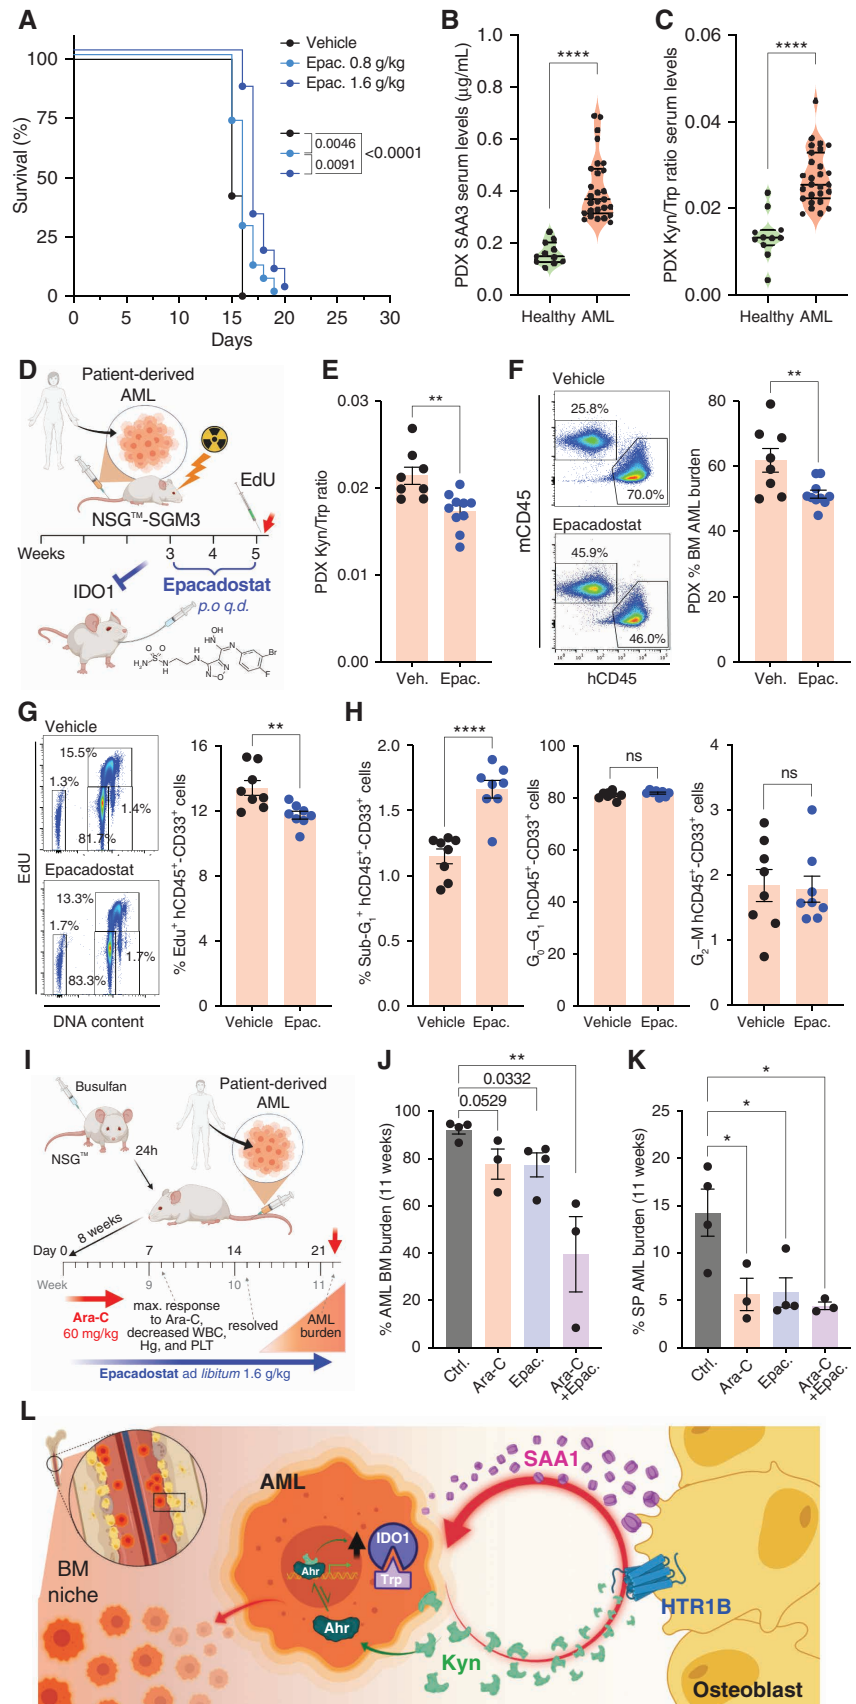 A
Survival (%)
100
75
50
25
0
0 5 10 15 20 25 30
Days
Vehicle
Epac. 0.8 g/kg
Epac. 1.6 g/kg
0.0046
0.0091
<0.0001
B
PDX SAA3 serum levels (µg/mL)
1.0
0.8
0.6
0.4
0.2
0.0
****
Healthy AML
C
PDX Kyn/Trp ratio serum levels
0.06
0.04
0.02
0.00
****
Healthy AML
D
Patient-derived
AML
EdU
NSG™-SGM3
Weeks
3 4 5
IDO1
Epacadostat
p.o q.d.
E
PDX Kyn/Trp ratio
0.03
0.02
0.01
0.00
**
Veh. Epac.
F
Vehicle
25.8%
70.0%
Epacadostat
45.9%
46.0%
mCD45
hCD45
PDX % BM AML burden
80
60
40
20
0
**
Veh. Epac.
G
Vehicle
15.5%
1.3%
1.4%
81.7%
Epacadostat
13.3%
1.7%
1.7%
83.3%
EdU
DNA content
% Edu⁺ hCD45⁺-CD33⁺ cells
16
12
8
4
0
**
Vehicle Epac.
H
% Sub-G₁⁺ hCD45⁺-CD33⁺ cells
2.0
1.5
1.0
0.5
0.0
****
Vehicle Epac.
G₀–G₁ hCD45⁺-CD33⁺ cells
100
80
60
40
20
0
ns
Vehicle Epac.
G₂–M hCD45⁺-CD33⁺ cells
4
3
2
1
0
ns
Vehicle Epac.
I
Busulfan
NSG™
24h
Patient-derived
AML
8 weeks
Day 0 7 14 21
Week 9 10 11
Ara-C
60 mg/kg
max. response
to Ara-C,
decreased WBC,
Hg, and PLT
resolved
AML
burden
Epacadostat ad libitum 1.6 g/kg
J
% AML BM burden (11 weeks)
100
80
60
40
20
0
**
0.0332
0.0529
Ctrl.
Ara-C
Epac.
Ara-C
+Epac.
K
% SP AML burden (11 weeks)
25
20
15
10
5
0
*
*
*
Ctrl.
Ara-C
Epac.
Ara-C
+Epac.
L
BM
niche
AML
IDO1
Trp
Ahr
Ahr
Kyn
SAA1
HTR1B
Osteoblast